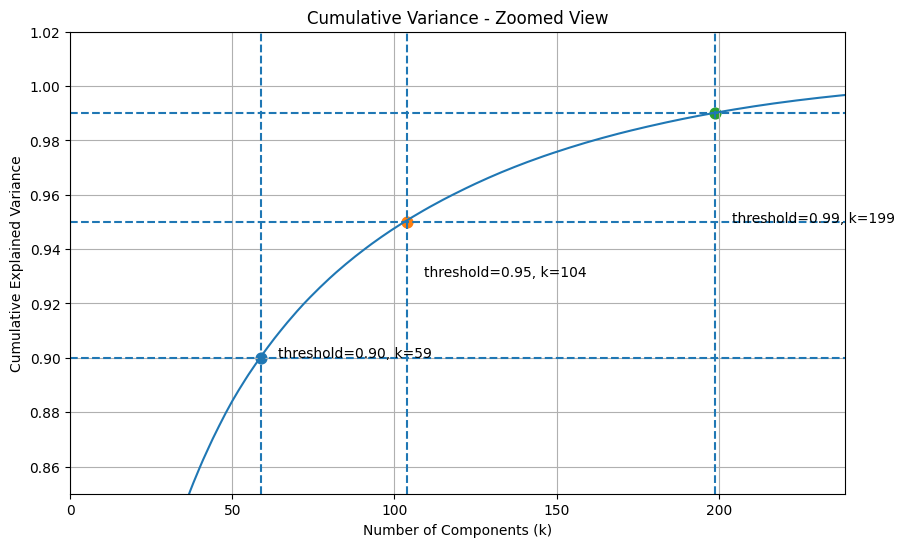 Cumulative Variance - Zoomed View
Cumulative Explained Variance
1.02
1.00
0.98
0.96
0.94
0.92
0.90
0.88
0.86
threshold=0.99, k=199
threshold=0.95, k=104
threshold=0.90, k=59
0
50
100
150
200
Number of Components (k)